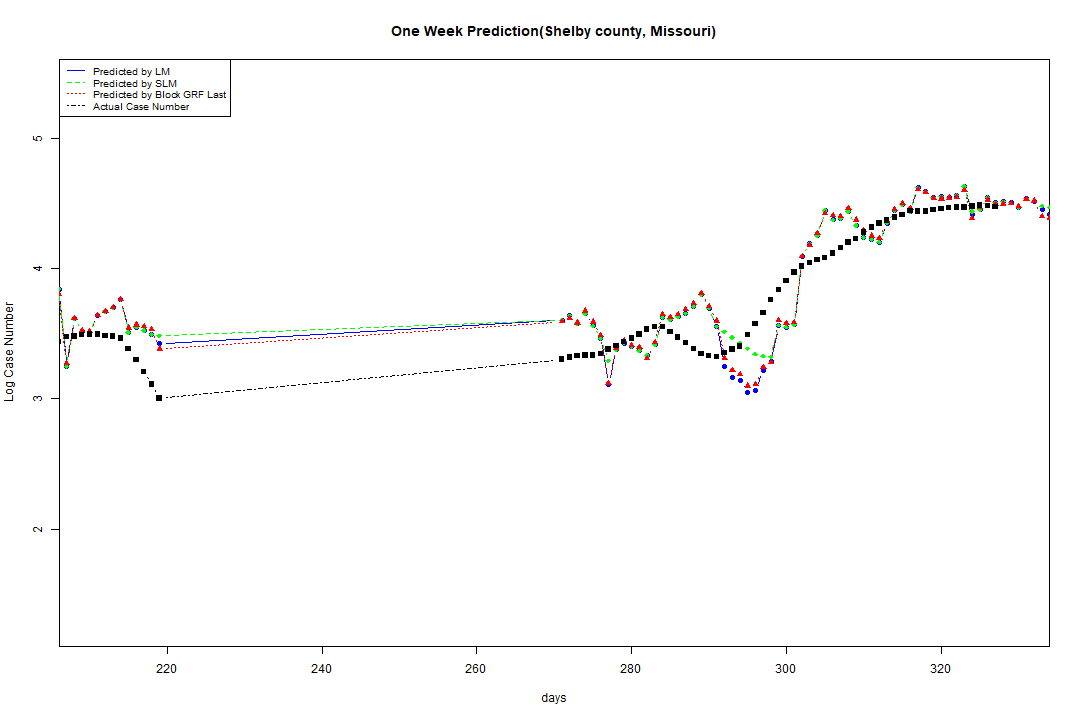 One Week Prediction(Shelby county, Missouri)
Predicted by LM
Predicted by SLM
Predicted by Block GRF Last
Actual Case Number
5
4
3
2
Log Case Number
220 240 260 280 300 320
days